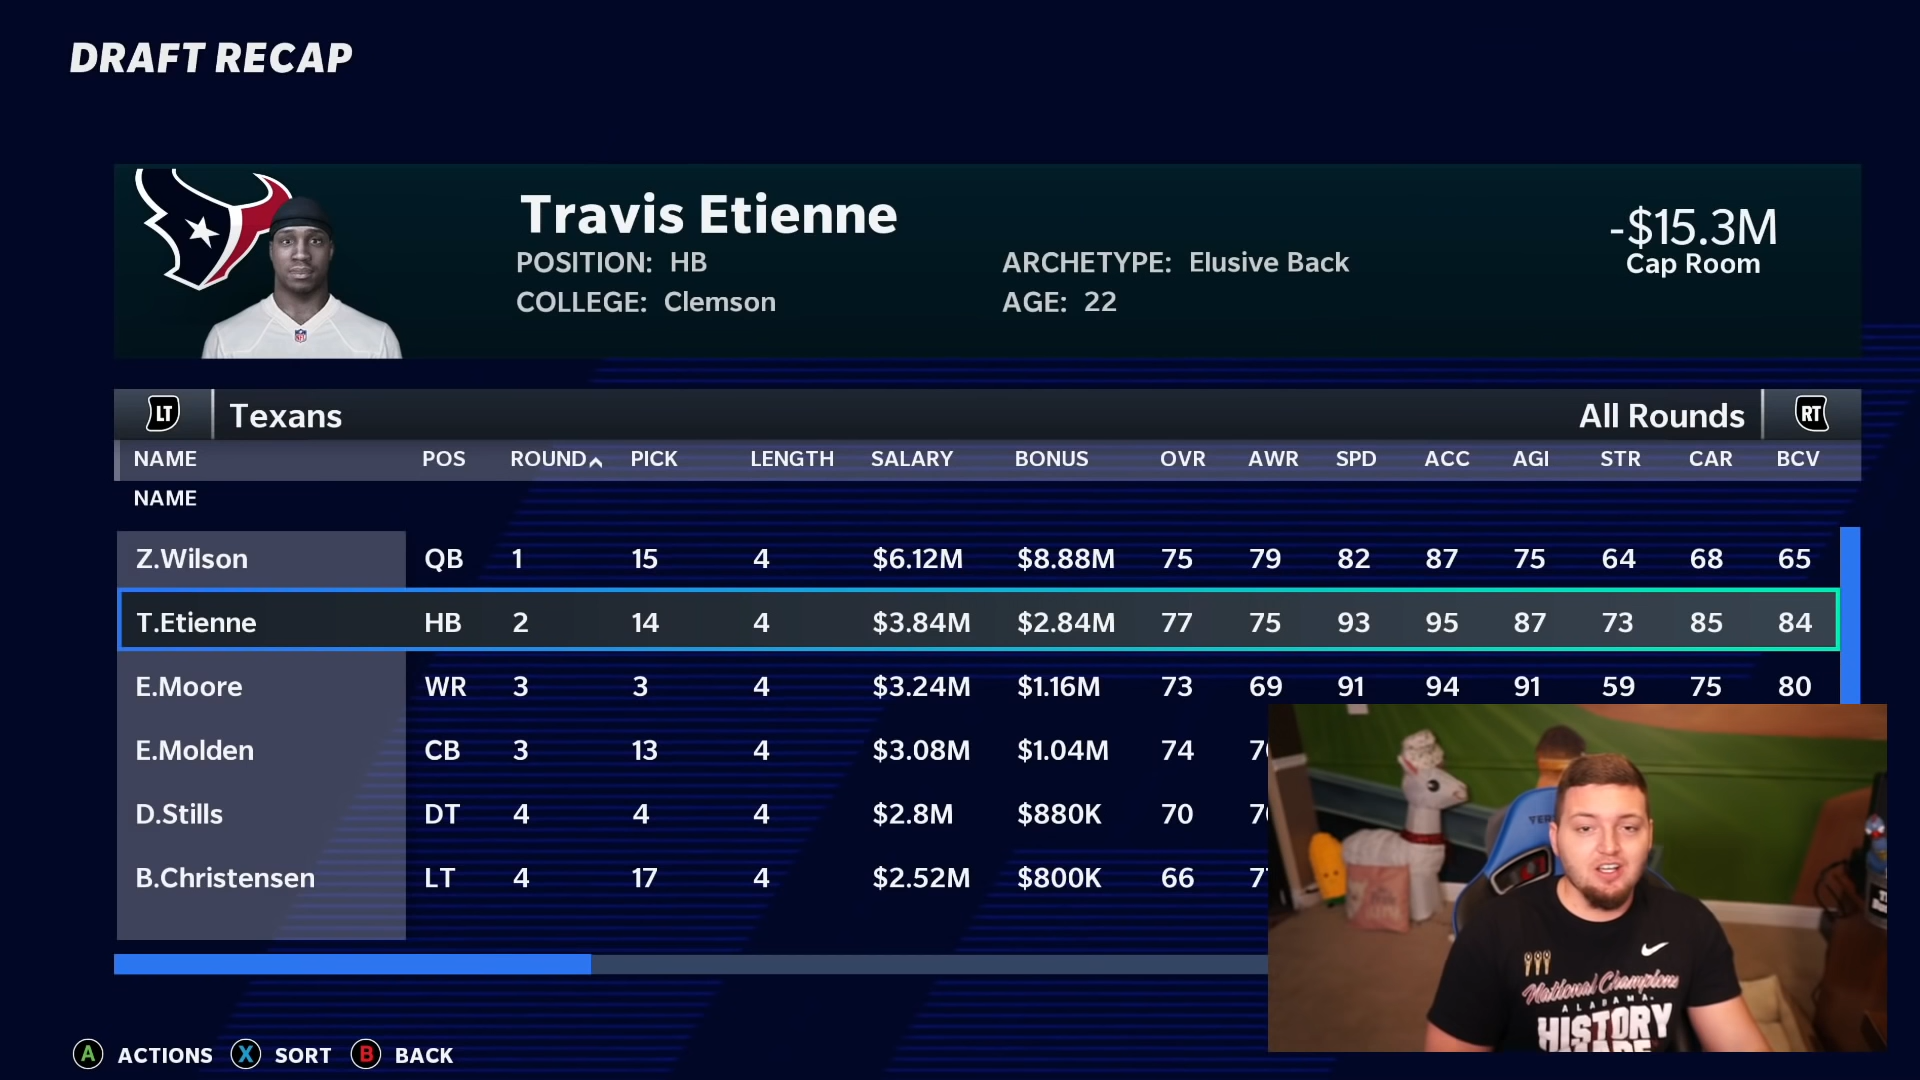 DRAFT RECAP
Travis Etienne
POSITION: HB
ARCHETYPE: Elusive Back
COLLEGE: Clemson
AGE: 22
-$15.3M
Cap Room
LT Texans All Rounds RT
NAME POS ROUND PICK LENGTH SALARY BONUS OVR AWR SPD ACC AGI STR CAR BCV
NAME
Z.Wilson QB 1 15 4 $6.12M $8.88M 75 79 82 87 75 64 68 65
T.Etienne HB 2 14 4 $3.84M $2.84M 77 75 93 95 87 73 85 84
E.Moore WR 3 3 4 $3.24M $1.16M 73 69 91 94 91 59 75 80
E.Molden CB 3 13 4 $3.08M $1.04M 74
D.Stills DT 4 4 4 $2.8M $880K 70
B.Christensen LT 4 17 4 $2.52M $800K 66
National Champions
ALABAMA
HISTORY
MADE
A ACTIONS X SORT B BACK